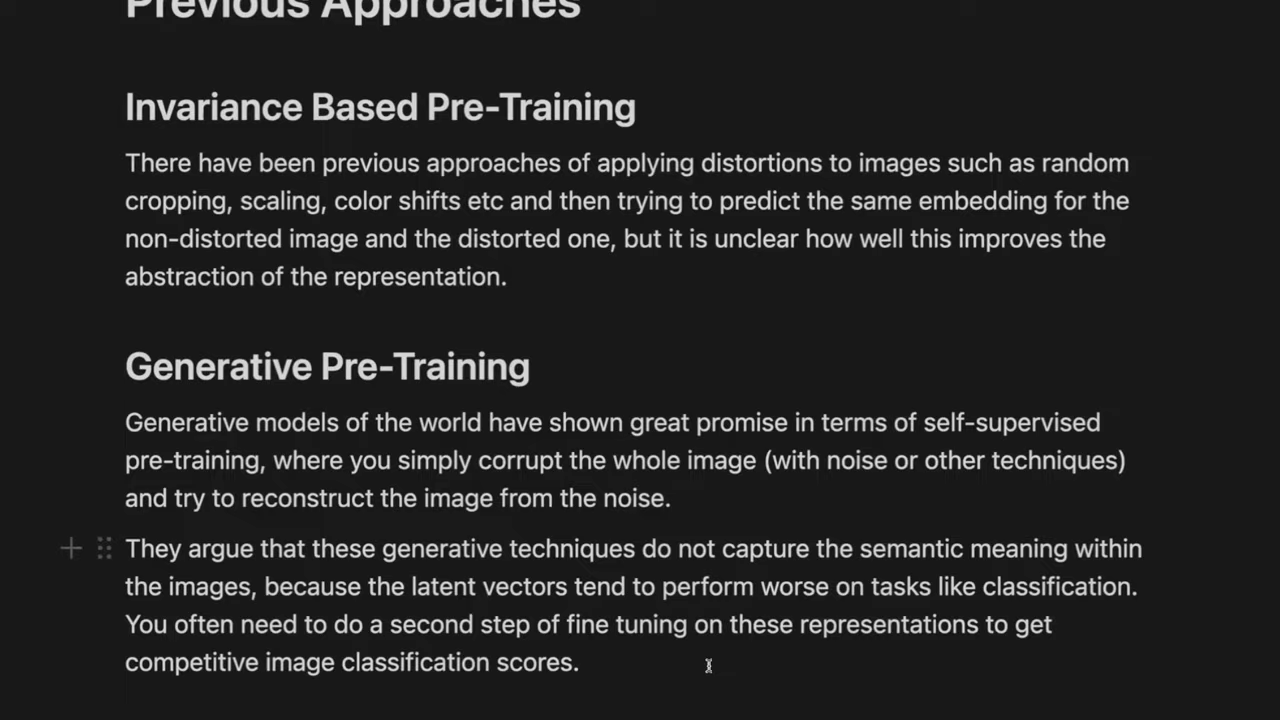 Previous Approaches
Invariance Based Pre-Training
There have been previous approaches of applying distortions to images such as random
cropping, scaling, color shifts etc and then trying to predict the same embedding for the
non-distorted image and the distorted one, but it is unclear how well this improves the
abstraction of the representation.
Generative Pre-Training
Generative models of the world have shown great promise in terms of self-supervised
pre-training, where you simply corrupt the whole image (with noise or other techniques)
and try to reconstruct the image from the noise.
They argue that these generative techniques do not capture the semantic meaning within
the images, because the latent vectors tend to perform worse on tasks like classification.
You often need to do a second step of fine tuning on these representations to get
competitive image classification scores.